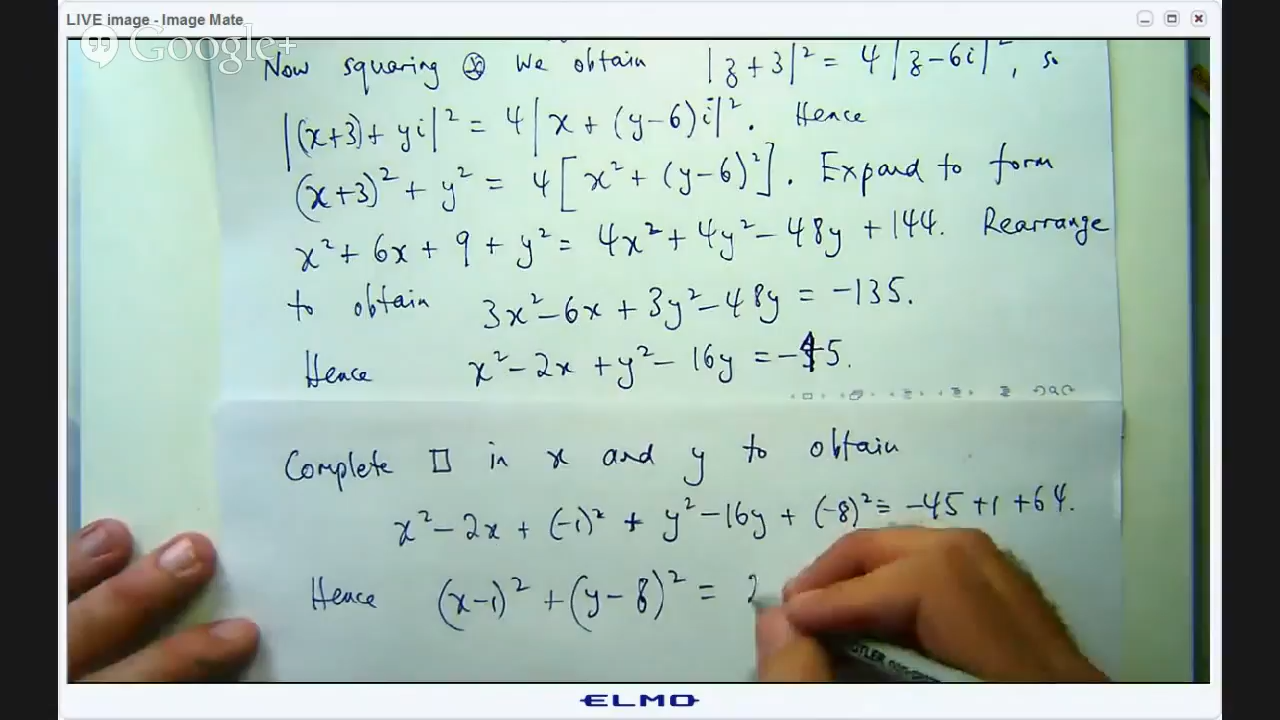 LIVE image - Image Mate
Google+
Now squaring ⊛ we obtain |z+3|² = 4|z-6i|², so
|(x+3)+yi|² = 4|x+(y-6)i|². Hence
(x+3)²+y² = 4[x²+(y-6)²]. Expand to form
x²+6x+9+y² = 4x²+4y²-48y+144. Rearrange
to obtain 3x²-6x+3y²-48y = -135.
Hence x²-2x+y²-16y = -45.
Complete □ in x and y to obtain
x²-2x+(-1)²+y²-16y+(-8)² = -45+1+64.
Hence (x-1)²+(y-8)² = 2
ELMO